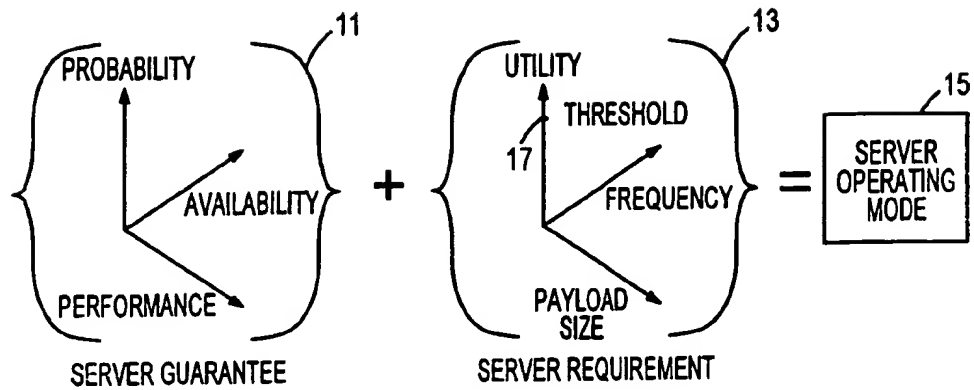 11
PROBABILITY
AVAILABILITY
PERFORMANCE
SERVER GUARANTEE
+
13
UTILITY
THRESHOLD
17
FREQUENCY
PAYLOAD
SIZE
SERVER REQUIREMENT
=
15
SERVER
OPERATING
MODE